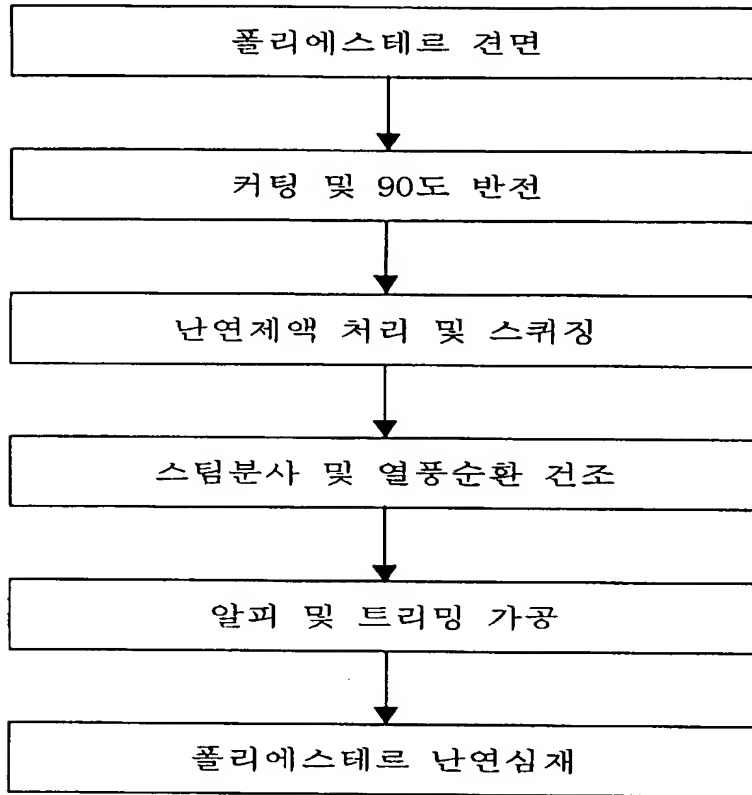 폴리에스테르 견면
커팅 및 90도 반전
난연제액 처리 및 스퀴징
스팀분사 및 열풍순환 건조
알피 및 트리밍 가공
폴리에스테르 난연심재